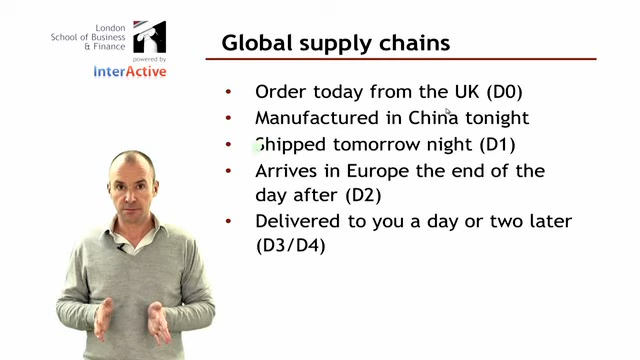 London
School of Business
& Finance
powered by
InterActive
Global supply chains
• Order today from the UK (D0)
• Manufactured in China tonight
• Shipped tomorrow night (D1)
• Arrives in Europe the end of the
day after (D2)
• Delivered to you a day or two later
(D3/D4)